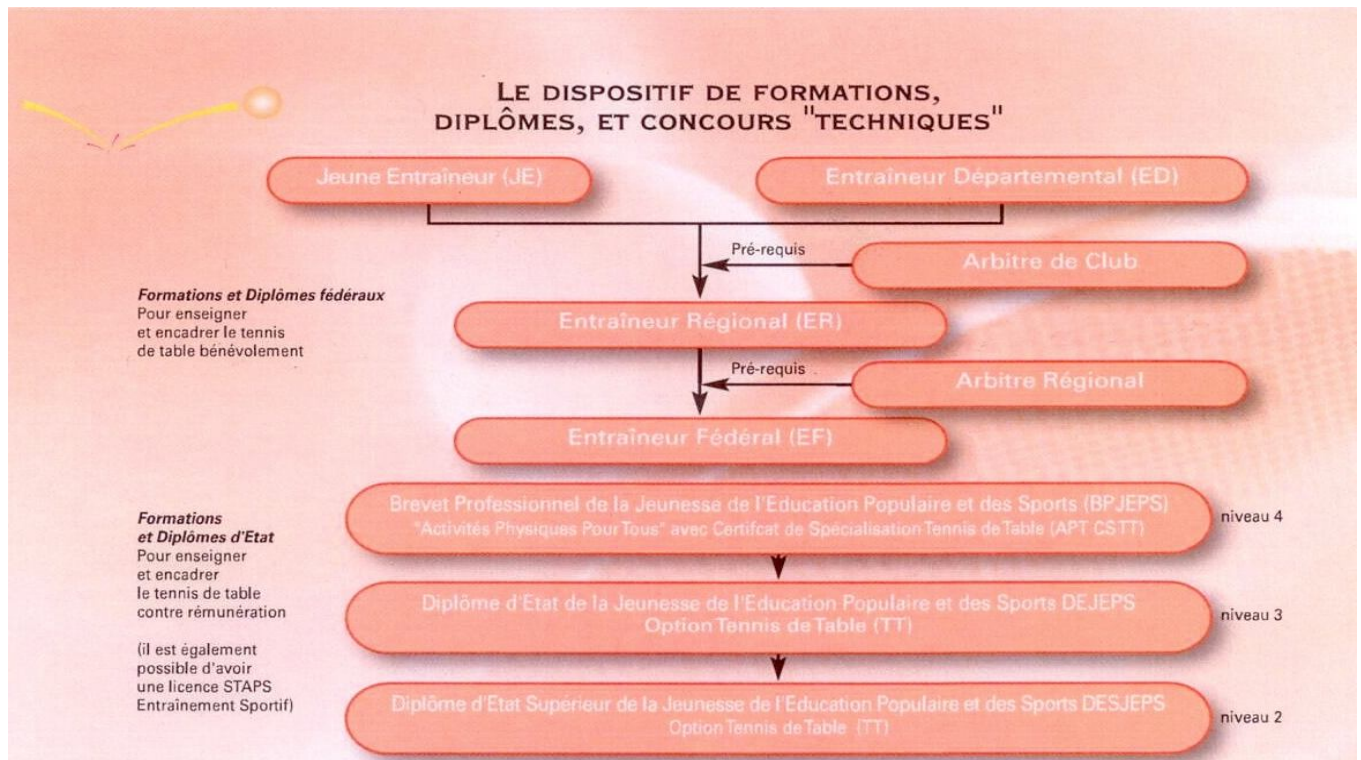 LE DISPOSITIF DE FORMATIONS,
DIPLÔMES, ET CONCOURS "TECHNIQUES"
Jeune Entraîneur (JE)
Entraîneur Départemental (ED)
Pré-requis
Arbitre de Club
Formations et Diplômes fédéraux
Pour enseigner
et encadrer le tennis
de table bénévolement
Entraîneur Régional (ER)
Pré-requis
Arbitre Régional
Entraîneur Fédéral (EF)
Brevet Professionnel de la Jeunesse de l'Education Populaire et des Sports (BPJEPS)
"Activités Physiques Pour Tous" avec Certifcat de Spécialisation Tennis de Table (APT CSTT)
niveau 4
Formations
et Diplômes d'Etat
Pour enseigner
et encadrer
le tennis de table
contre rémunération
(il est également
possible d'avoir
une licence STAPS
Entraînement Sportif)
Diplôme d'Etat de la Jeunesse de l'Education Populaire et des Sports DEJEPS
Option Tennis de Table (TT)
niveau 3
Diplôme d'Etat Supérieur de la Jeunesse de l'Education Populaire et des Sports DESJEPS
Option Tennis de Table (TT)
niveau 2